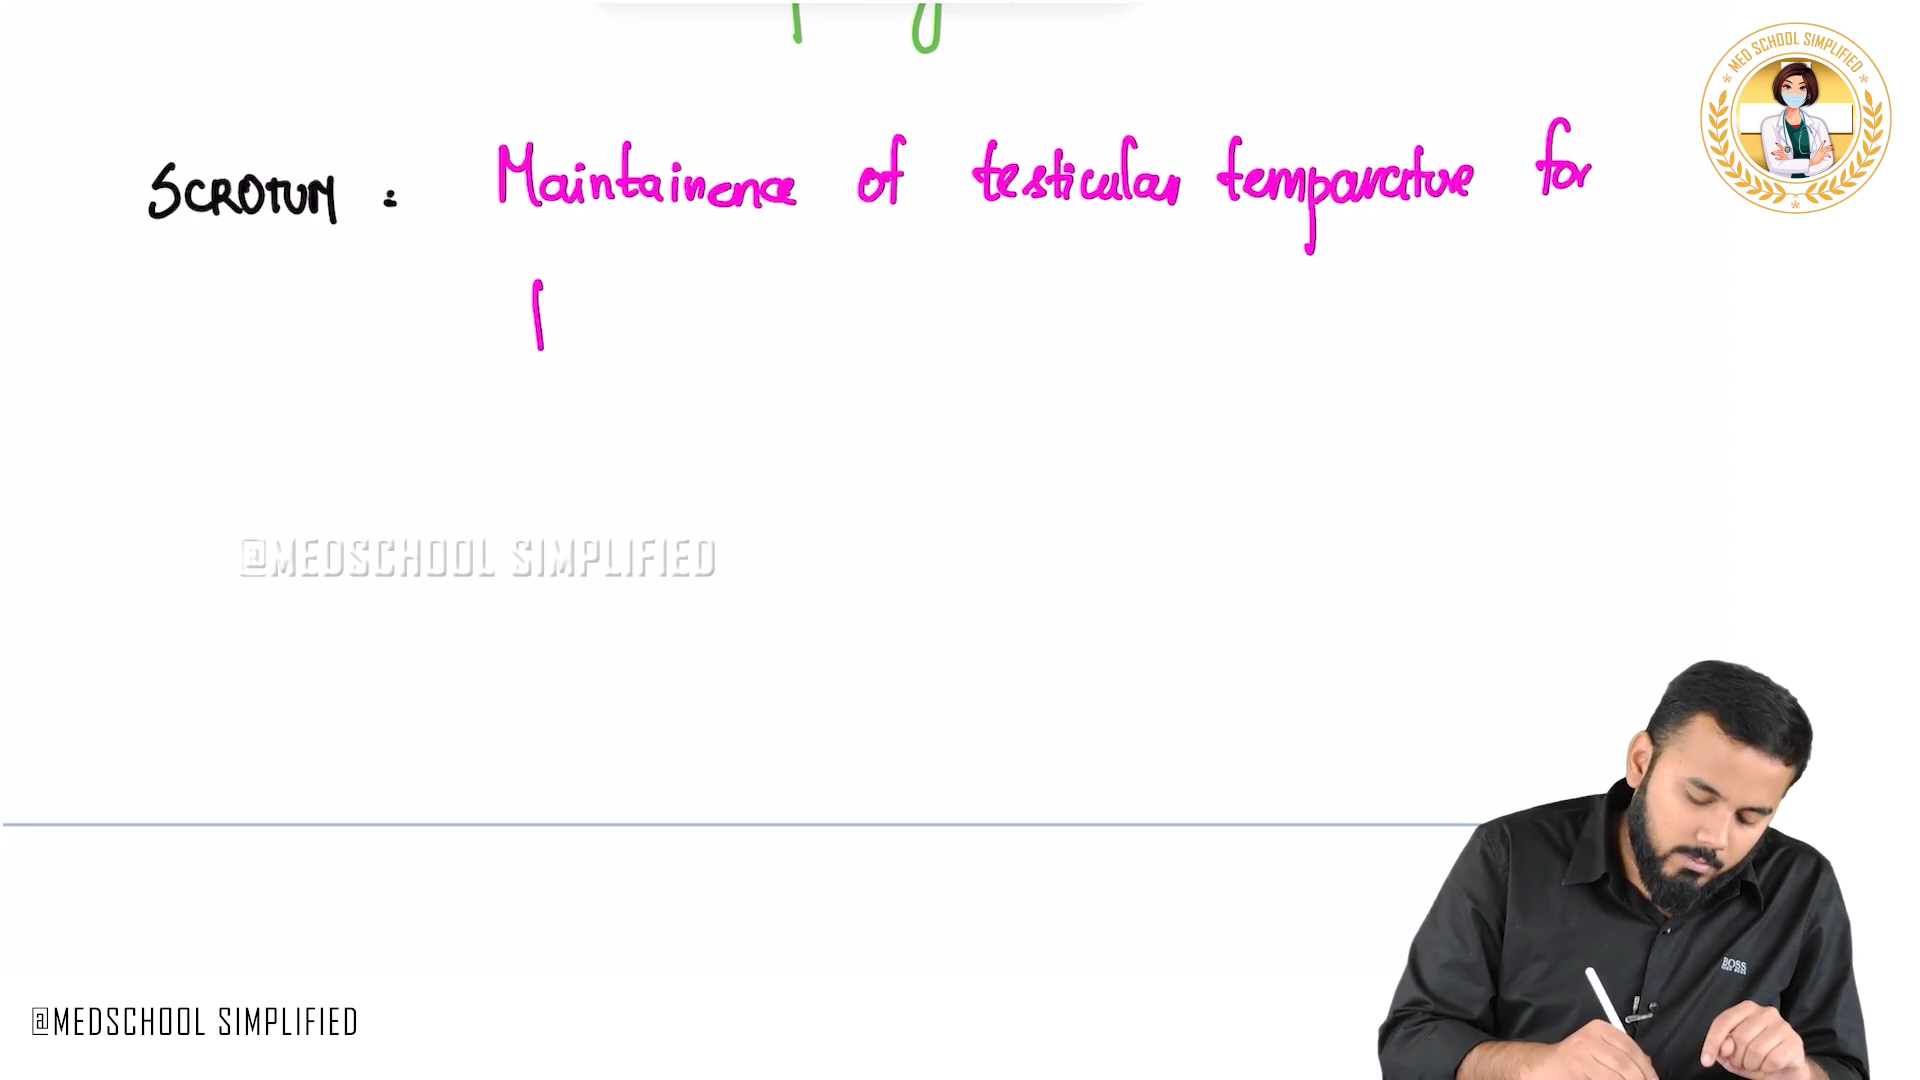 MED SCHOOL SIMPLIFIED
SCROTUM : Maintainence of testicular temparature for
@MEDSCHOOL SIMPLIFIED
BOSS
@MEDSCHOOL SIMPLIFIED